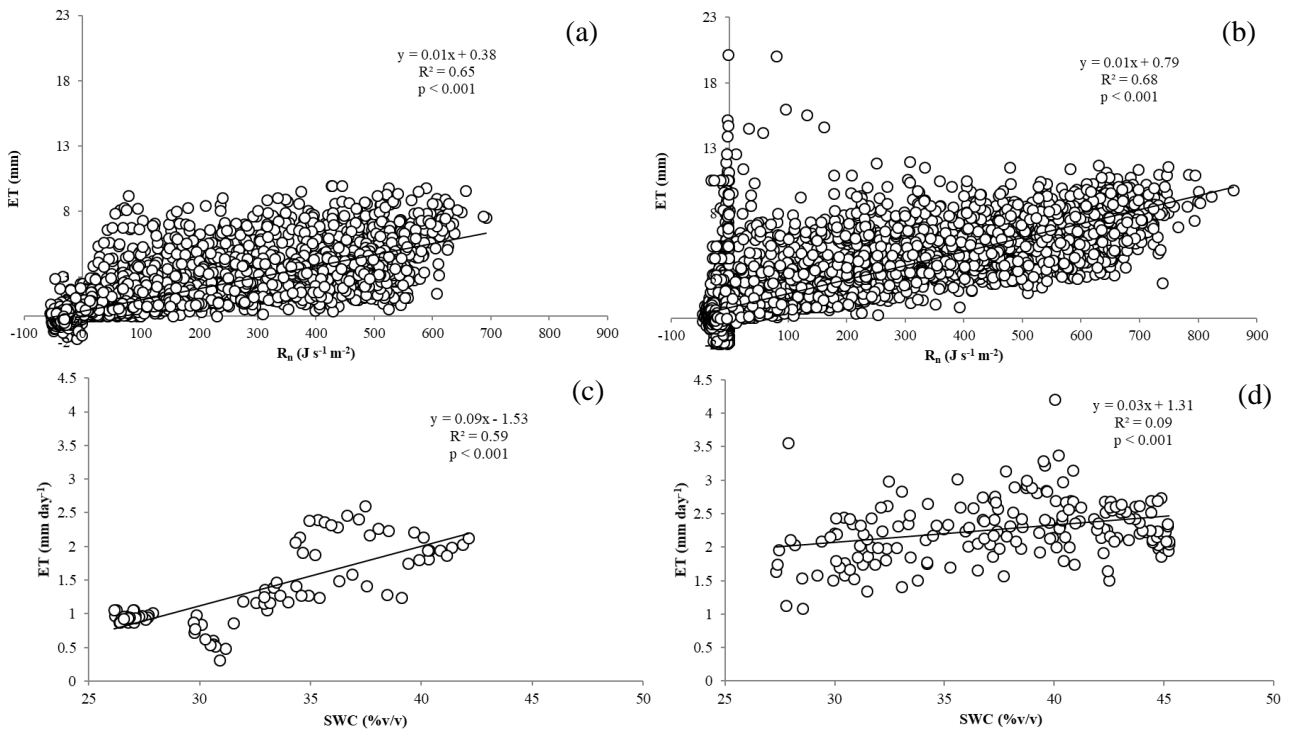 (a)
y = 0.01x + 0.38
R² = 0.65
p < 0.001
23
18
13
8
-2
ET (mm)
-100 0 100 200 300 400 500 600 700 800 900
Rₙ (J s⁻¹ m⁻²)
(b)
y = 0.01x + 0.79
R² = 0.68
p < 0.001
23
18
13
8
ET (mm)
-100 100 200 300 400 500 600 700 800 900
Rₙ (J s⁻¹ m⁻²)
(c)
y = 0.09x - 1.53
R² = 0.59
p < 0.001
4.5
4
3.5
3
2.5
2
1.5
1
0.5
0
ET (mm day⁻¹)
25 30 35 40 45 50
SWC (%v/v)
(d)
y = 0.03x + 1.31
R² = 0.09
p < 0.001
4.5
4
3.5
3
2.5
2
1.5
1
0.5
0
ET (mm day⁻¹)
25 30 35 40 45 50
SWC (%v/v)